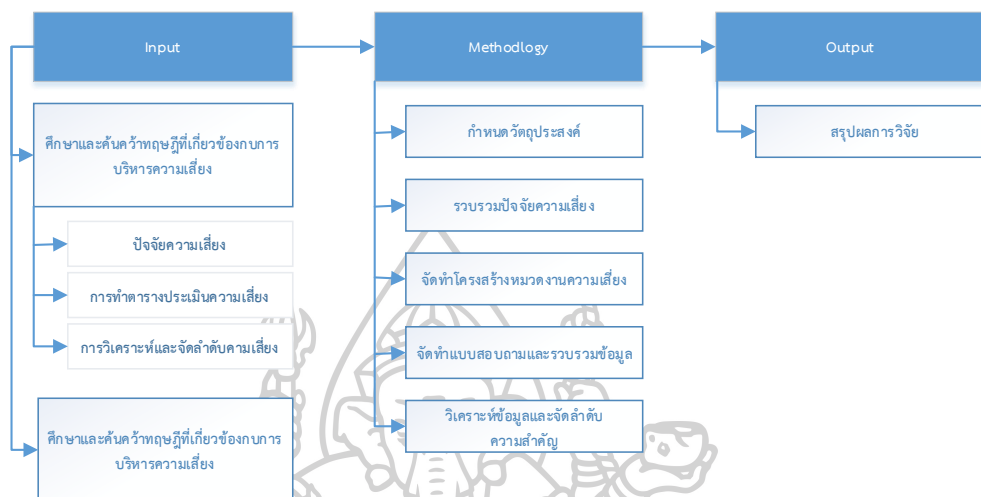 Input
ศึกษาและค้นคว้าทฤษฎีที่เกี่ยวข้องกบการ
บริหารความเสี่ยง
ปัจจัยความเสี่ยง
การทำตารางประเมินความเสี่ยง
การวิเคราะห์และจัดลำดับคามเสี่ยง
ศึกษาและค้นคว้าทฤษฎีที่เกี่ยวข้องกบการ
บริหารความเสี่ยง
Methodlogy
กำหนดวัตถุประสงค์
รวบรวมปัจจัยความเสี่ยง
จัดทำโครงสร้างหมวดงานความเสี่ยง
จัดทำแบบสอบถามและรวบรวมข้อมูล
วิเคราะห์ข้อมูลและจัดลำดับ
ความสำคัญ
Output
สรุปผลการวิจัย